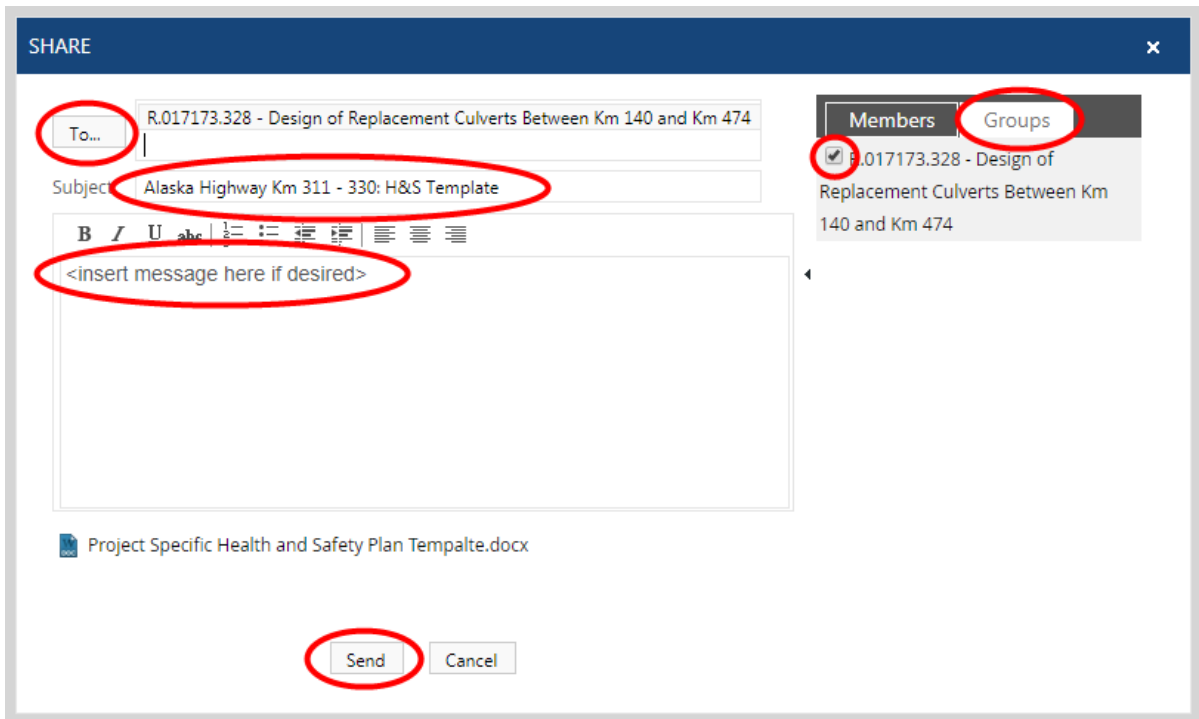 SHARE
×
To...
R.017173.328 - Design of Replacement Culverts Between Km 140 and Km 474
Subject
Alaska Highway Km 311 - 330: H&S Template
B I U abc
<insert message here if desired>
Project Specific Health and Safety Plan Tempalte.docx
Send Cancel
Members Groups
.017173.328 - Design of
Replacement Culverts Between Km
140 and Km 474